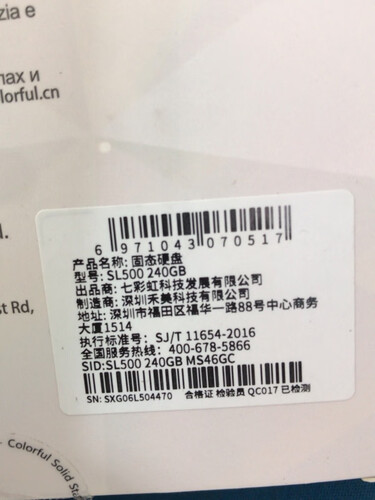 zia e
max и
lorful.cn
l.
st Rd,
6 971043 070517
产品名称: 固态硬盘
型号: SL500 240GB
出品商: 七彩虹科技发展有限公司
制造商: 深圳禾美科技有限公司
地址: 深圳市福田区福华一路88号中心商务
大厦1514
执行标准号: SJ/T 11654-2016
全国服务热线: 400-678-5866
SID:SL500 240GB MS46GC
SN: SXG06L504470 合格证 检验员 QC017 已检测
- Colorful Solid Sta